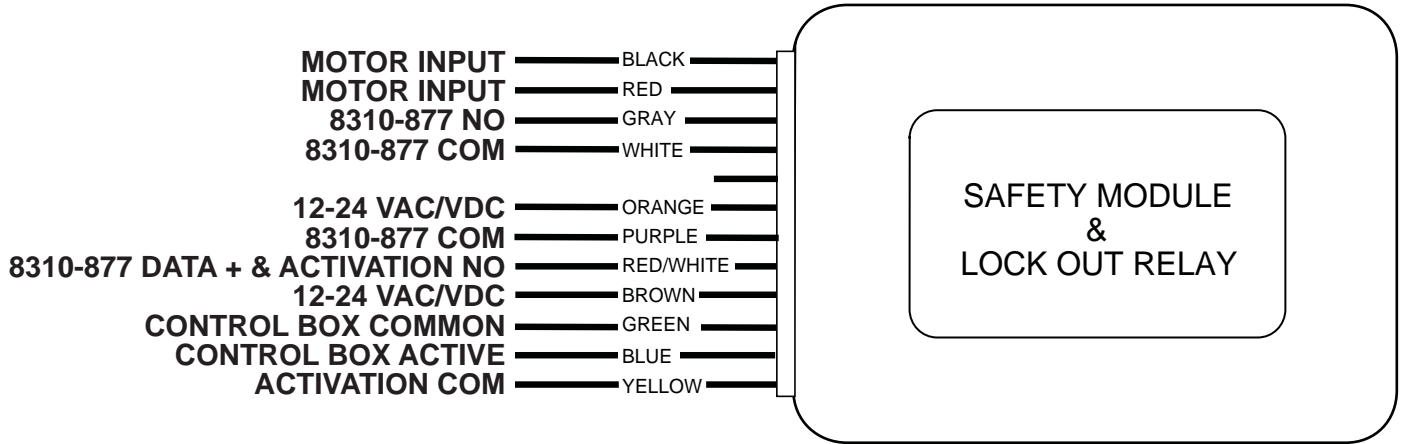 MOTOR INPUT BLACK
MOTOR INPUT RED
8310-877 NO GRAY
8310-877 COM WHITE
12-24 VAC/VDC ORANGE
8310-877 COM PURPLE
8310-877 DATA + & ACTIVATION NO RED/WHITE
12-24 VAC/VDC BROWN
CONTROL BOX COMMON GREEN
CONTROL BOX ACTIVE BLUE
ACTIVATION COM YELLOW
SAFETY MODULE
&
LOCK OUT RELAY